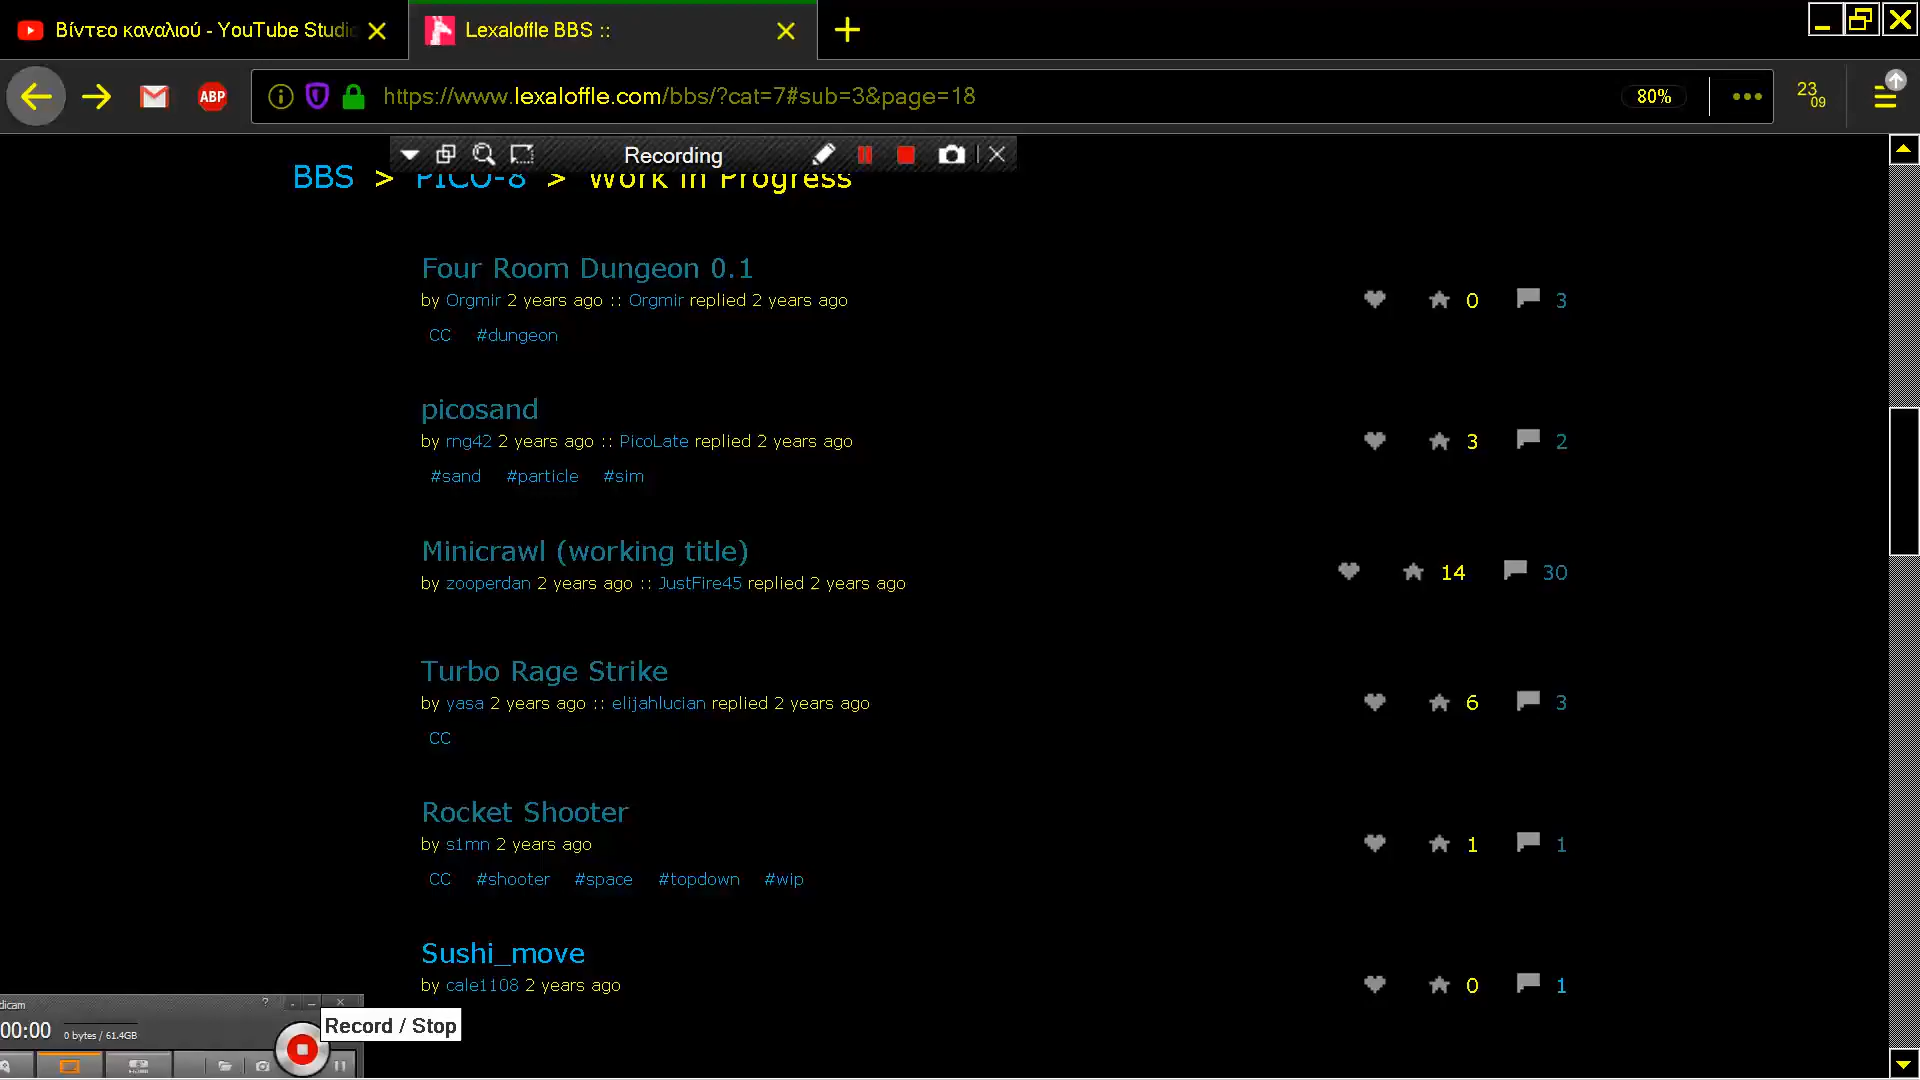 Βίντεο καναλιού - YouTube Studi
Lexaloffle BBS ::
ABP
https://www.lexaloffle.com/bbs/?cat=7#sub=3&page=18
80%
23
09
Recording
BBS > PICO-8 > Work in Progress
Four Room Dungeon 0.1
by Orgmir 2 years ago :: Orgmir replied 2 years ago
0 3
CC #dungeon
picosand
by rng42 2 years ago :: PicoLate replied 2 years ago
3 2
#sand #particle #sim
Minicrawl (working title)
by zooperdan 2 years ago :: JustFire45 replied 2 years ago
14 30
Turbo Rage Strike
by yasa 2 years ago :: elijahlucian replied 2 years ago
6 3
CC
Rocket Shooter
by s1mn 2 years ago
1 1
CC #shooter #space #topdown #wip
Sushi_move
by cale1108 2 years ago
0 1
dicam
?
00:00
0 bytes / 61.4GB
Record / Stop